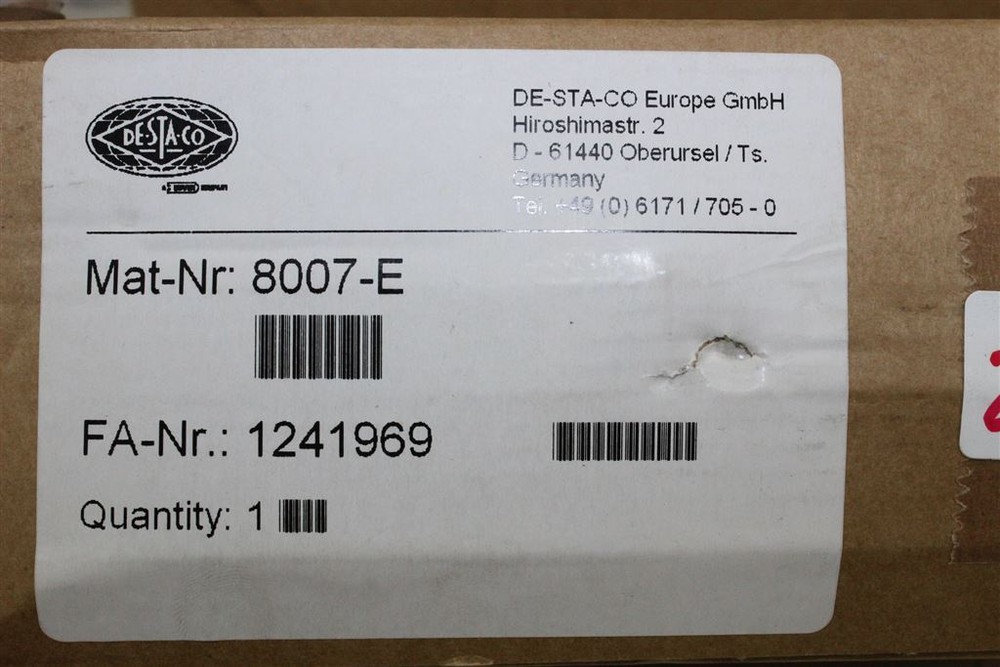 DE-STA-CO
DE-STA-CO Europe GmbH
Hiroshimastr. 2
D - 61440 Oberursel / Ts.
Germany
Tel. +49 (0) 6171 / 705 - 0
Mat-Nr: 8007-E
FA-Nr.: 1241969
Quantity: 1